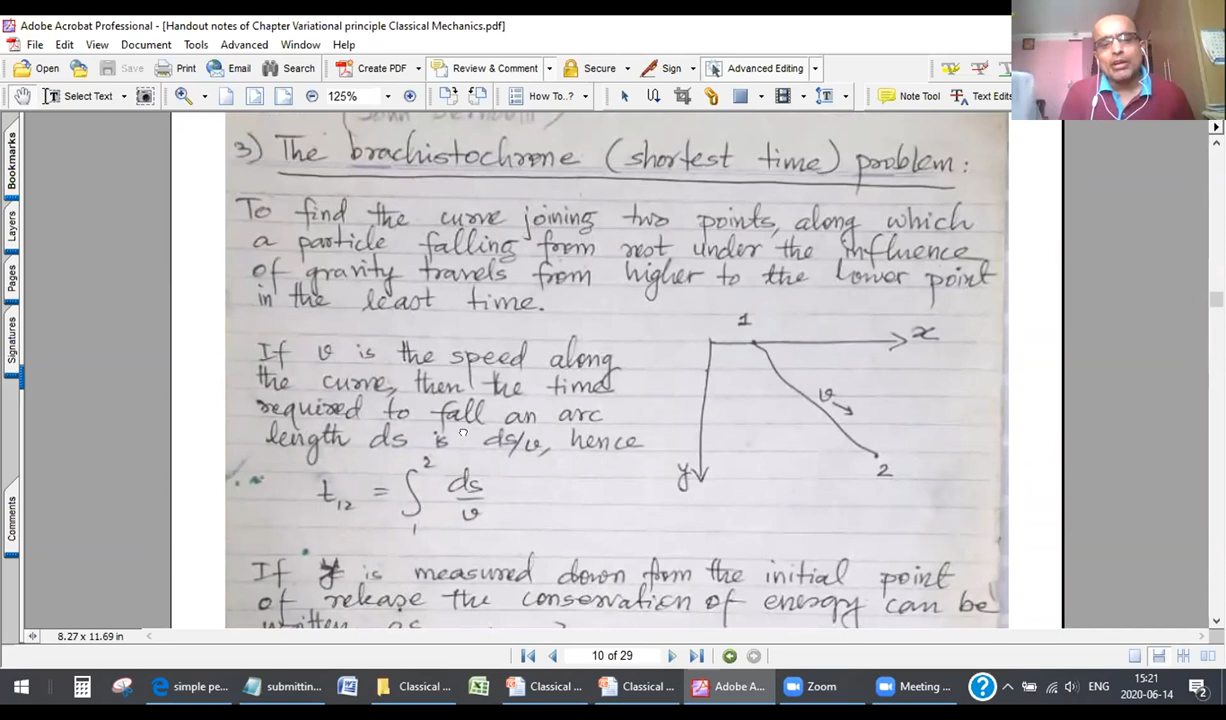 Adobe Acrobat Professional - [Handout notes of Chapter Variational principle Classical Mechanics.pdf]
File Edit View Document Tools Advanced Window Help
Open Save Print Email Search Create PDF Review & Comment Secure Sign Advanced Editing
Select Text 125% How To..? Note Tool Text Edits
Bookmarks
Layers
Pages
Signatures
Comments
3) The brachistochrone (shortest time) problem:
To find the curve joining two points, along which
a particle falling from rest under the influence
of gravity travels from higher to the lower point
in the least time.
If v is the speed along
the curve, then the time
required to fall an arc
length ds is ds/v, hence
t₁₂ = ∫₁² ds/v
1 x
v
y 2
If y is measured down from the initial point
of release the conservation of energy can be
written as
8.27 x 11.69 in
10 of 29
simple pe... submittin... Classical ... Classical ... Classical ... Adobe A... Zoom Meeting ... ENG
15:21
2020-06-14
2